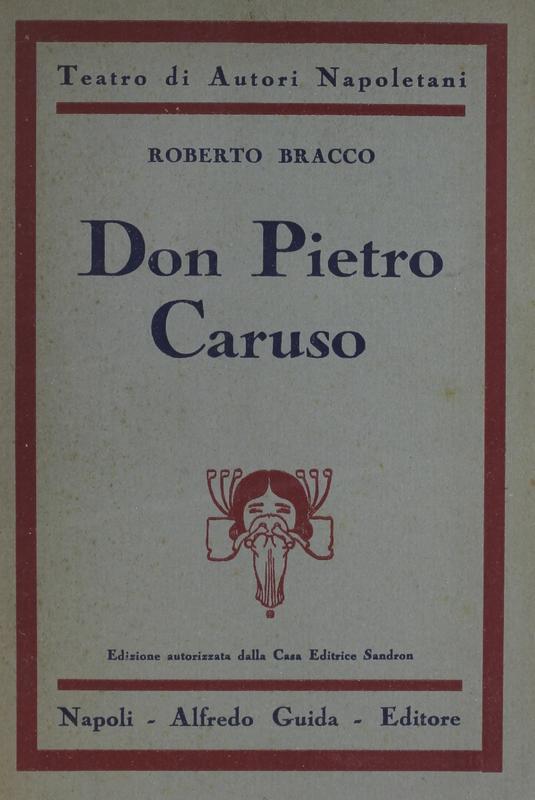 Teatro di Autori Napoletani
ROBERTO BRACCO
Don Pietro
Caruso
Edizione autorizzata dalla Casa Editrice Sandron
Napoli - Alfredo Guida - Editore